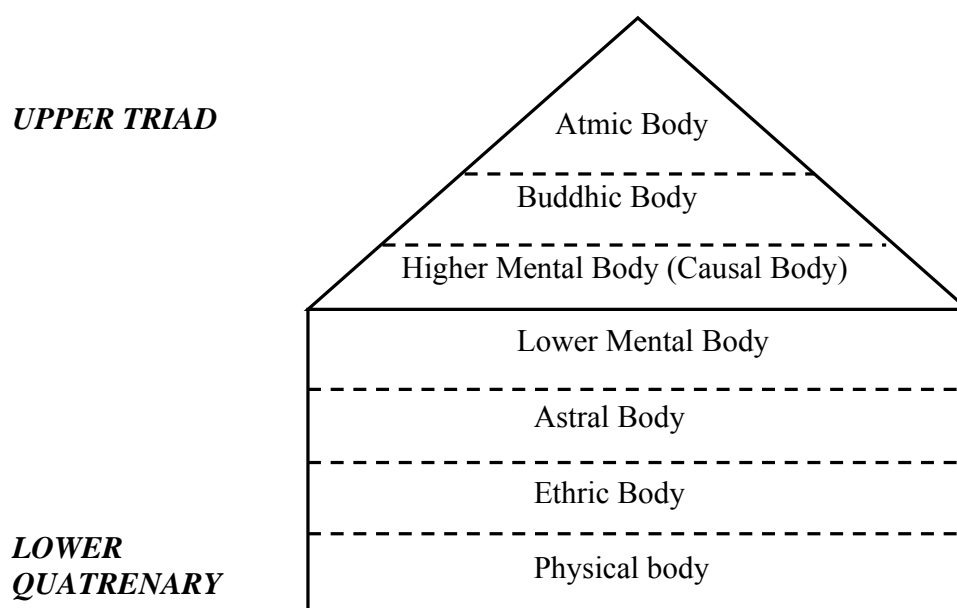 UPPER TRIAD
Atmic Body
Buddhic Body
Higher Mental Body (Causal Body)
Lower Mental Body
Astral Body
Ethric Body
LOWER
QUATRENARY
Physical body